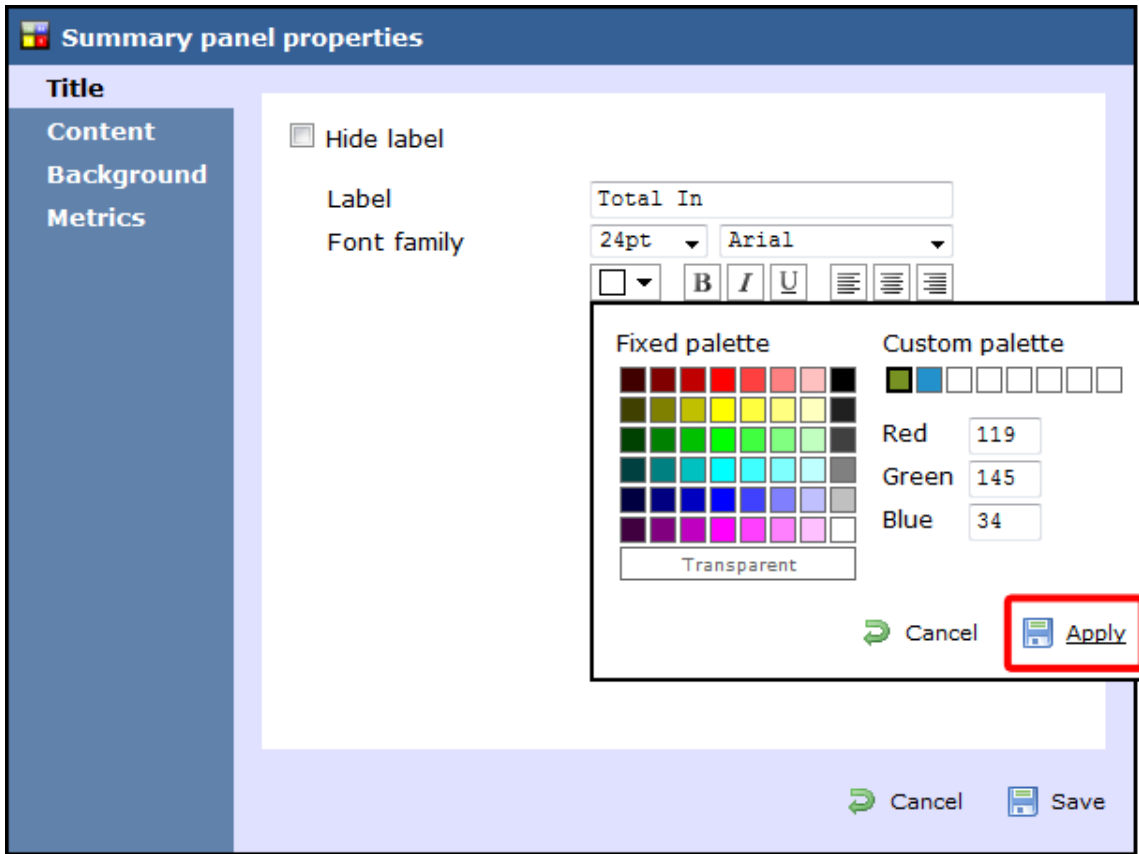 Summary panel properties
Title
Content
Background
Metrics
Hide label
Label
Total In
Font family
24pt
Arial
B I U
Fixed palette
Custom palette
Red 119
Green 145
Blue 34
Transparent
Cancel
Apply
Cancel
Save